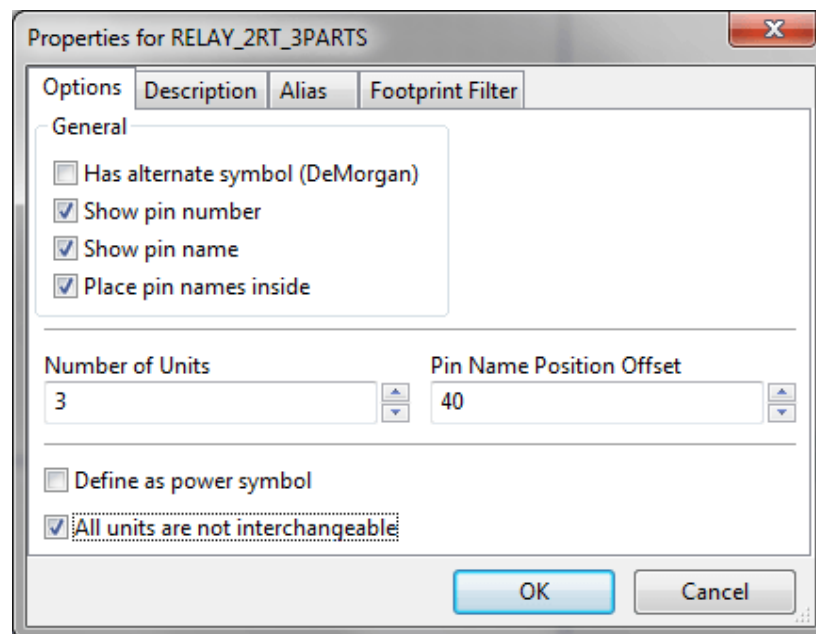 Properties for RELAY_2RT_3PARTS
Options Description Alias Footprint Filter
General
Has alternate symbol (DeMorgan)
Show pin number
Show pin name
Place pin names inside
Number of Units Pin Name Position Offset
3 40
Define as power symbol
All units are not interchangeable
OK Cancel